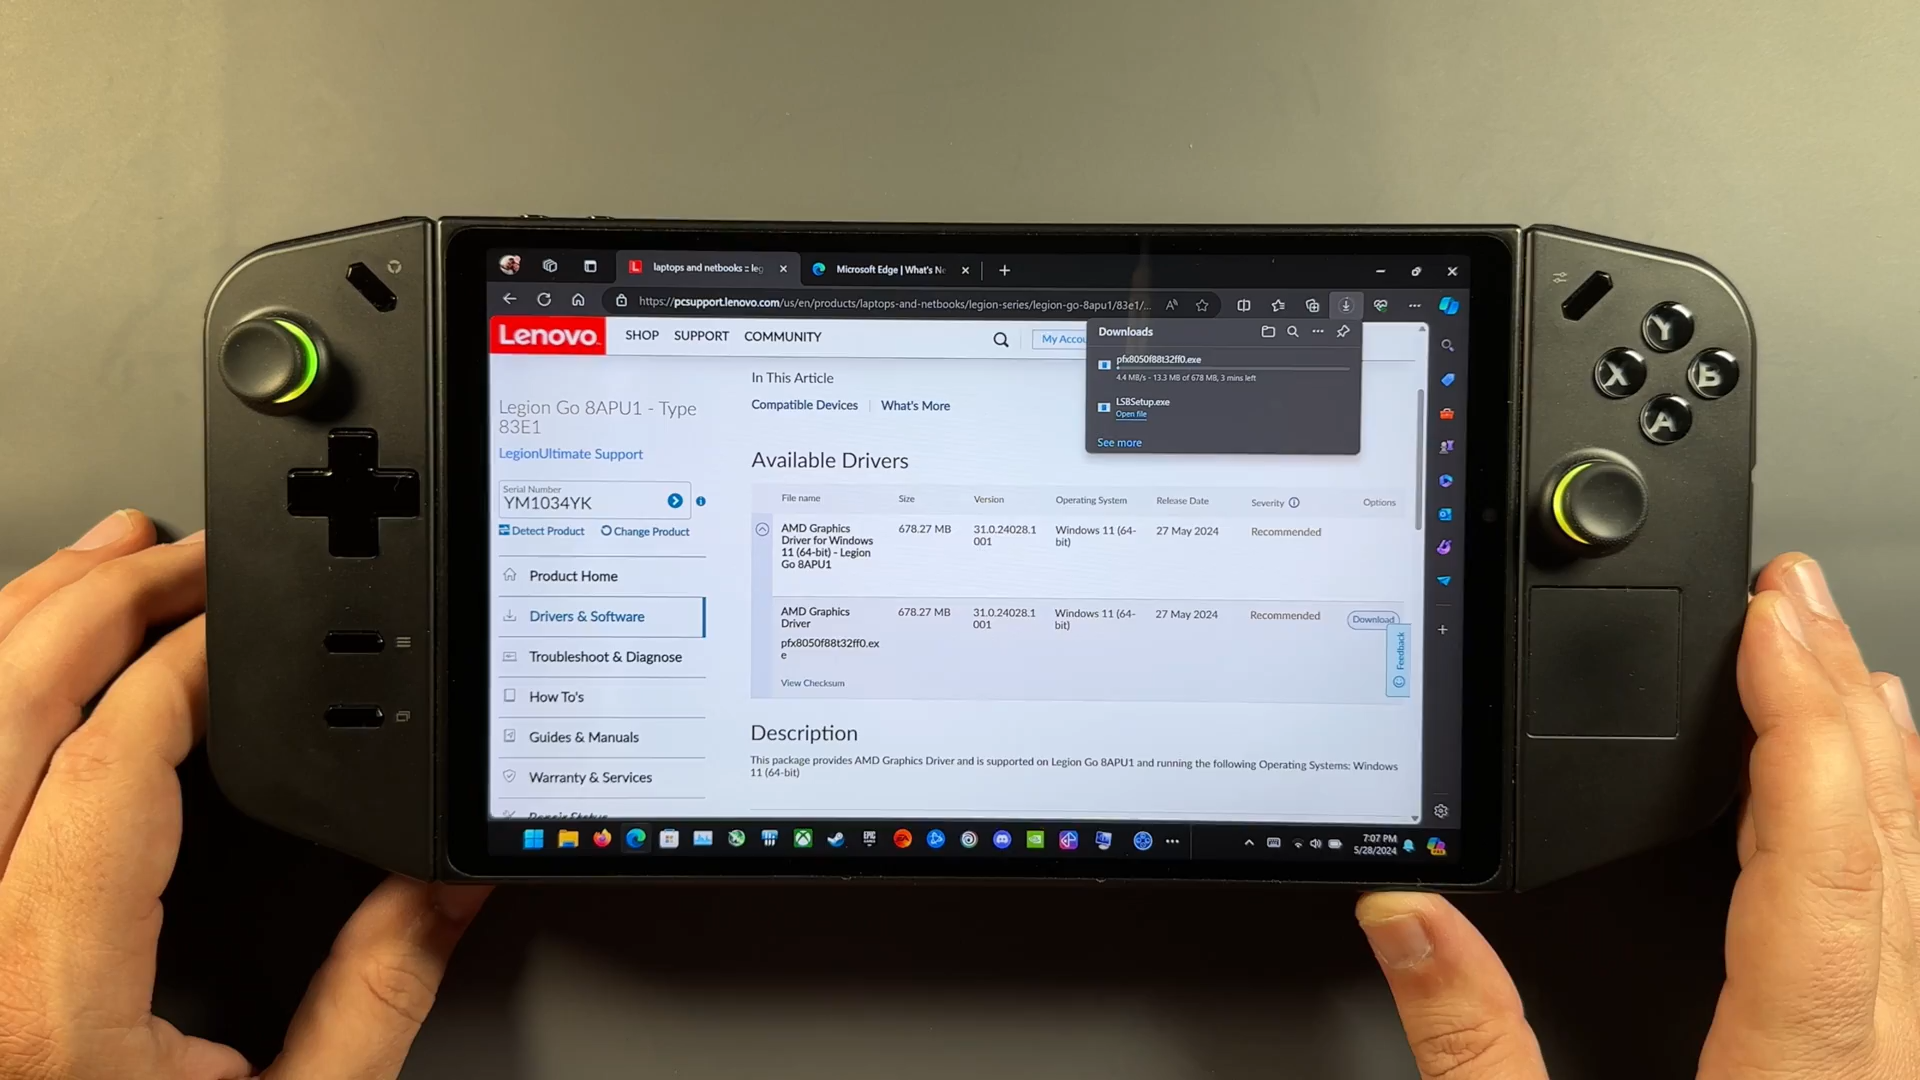 laptops and netbooks :: leg
Microsoft Edge | What's Ne
https://pcsupport.lenovo.com/us/en/products/laptops-and-netbooks/legion-series/legion-go-8apu1/83e1/...
Lenovo
SHOP
SUPPORT
COMMUNITY
My Accou
Downloads
pfx8050f88t32ff0.exe
4.4 MB/s - 13.3 MB of 678 MB, 3 mins left
LSBSetup.exe
Open file
See more
Legion Go 8APU1 - Type
83E1
LegionUltimate Support
Serial Number
YM1034YK
Detect Product
Change Product
Product Home
Drivers & Software
Troubleshoot & Diagnose
How To's
Guides & Manuals
Warranty & Services
Repair Status
In This Article
Compatible Devices
What's More
Available Drivers
File name Size Version Operating System Release Date Severity Options
AMD Graphics 678.27 MB 31.0.24028.1 Windows 11 (64- 27 May 2024 Recommended
Driver for Windows 001 bit)
11 (64-bit) - Legion
Go 8APU1
AMD Graphics 678.27 MB 31.0.24028.1 Windows 11 (64- 27 May 2024 Recommended Download
Driver 001 bit)
pfx8050f88t32ff0.ex
e
View Checksum
Feedback
Description
This package provides AMD Graphics Driver and is supported on Legion Go 8APU1 and running the following Operating Systems: Windows
11 (64-bit)
EPIC
EA
7:07 PM
5/28/2024
Y
X
B
A